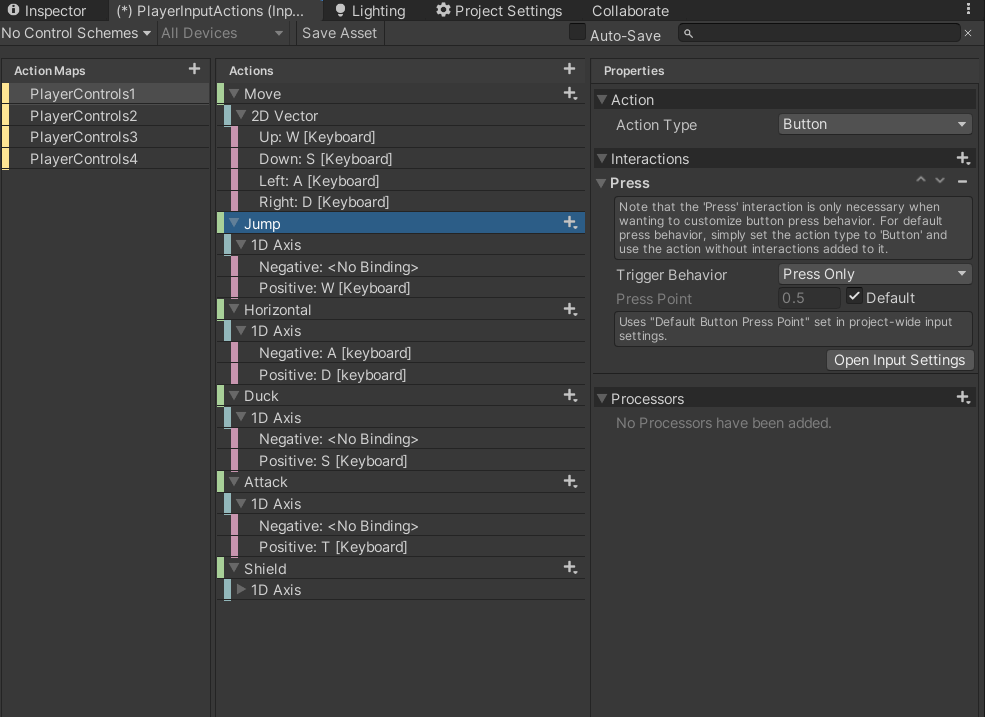 Inspector
(*) PlayerInputActions (Inp...
Lighting
Project Settings
Collaborate
No Control Schemes
All Devices
Save Asset
Auto-Save
Action Maps
PlayerControls1
PlayerControls2
PlayerControls3
PlayerControls4
Actions
Move
2D Vector
Up: W [Keyboard]
Down: S [Keyboard]
Left: A [Keyboard]
Right: D [Keyboard]
Jump
1D Axis
Negative: <No Binding>
Positive: W [Keyboard]
Horizontal
1D Axis
Negative: A [keyboard]
Positive: D [keyboard]
Duck
1D Axis
Negative: <No Binding>
Positive: S [Keyboard]
Attack
1D Axis
Negative: <No Binding>
Positive: T [Keyboard]
Shield
1D Axis
Properties
Action
Action Type
Button
Interactions
Press
Note that the 'Press' interaction is only necessary when
wanting to customize button press behavior. For default
press behavior, simply set the action type to 'Button' and
use the action without interactions added to it.
Trigger Behavior
Press Only
Press Point
0.5
Default
Uses "Default Button Press Point" set in project-wide input
settings.
Open Input Settings
Processors
No Processors have been added.